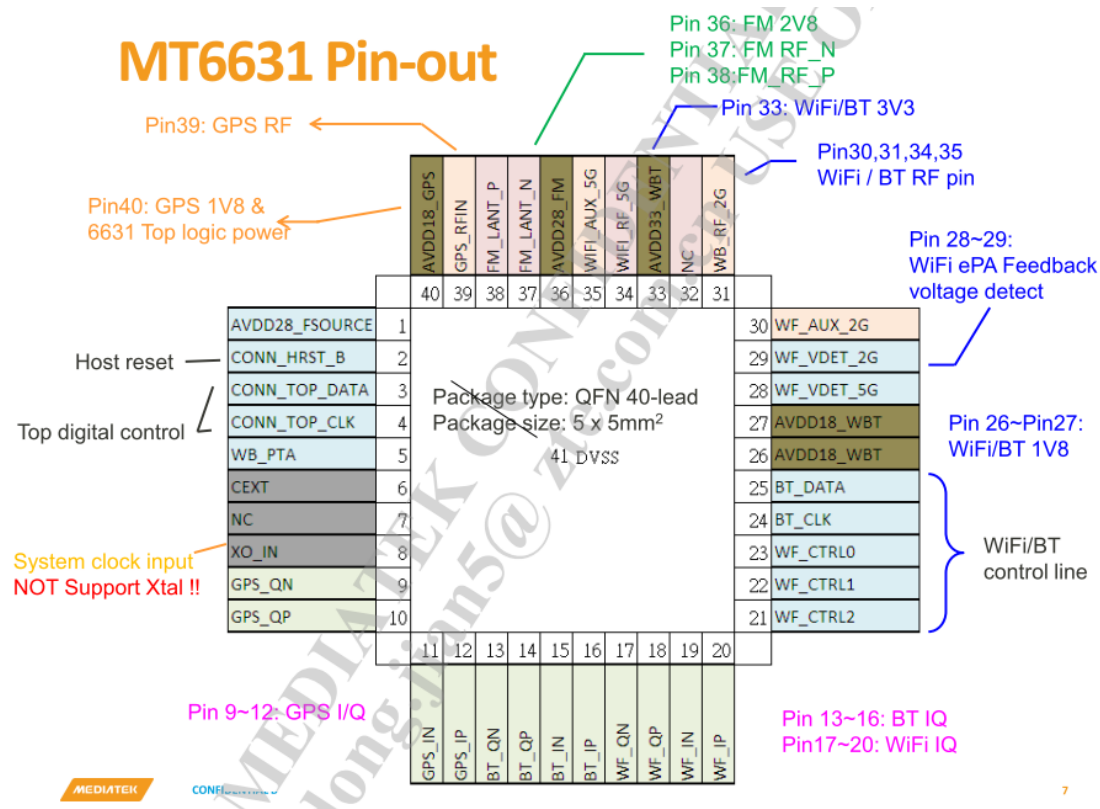 MT6631 Pin-out
Pin 36: FM 2V8
Pin 37: FM RF_N
Pin 38:FM_RF_P
Pin39: GPS RF
Pin 33: WiFi/BT 3V3
Pin30,31,34,35
WiFi / BT RF pin
Pin40: GPS 1V8 &
6631 Top logic power
Pin 28~29:
WiFi ePA Feedback
voltage detect
AVDD18_GPS
GPS_RFIN
FM_LANT_P
FM_LANT_N
AVDD28_FM
WIFI_AUX_5G
WIFI_RF_5G
AVDD33_WBT
NC
WB_RF_2G
40 39 38 37 36 35 34 33 32 31
AVDD28_FSOURCE 1
CONN_HRST_B 2
CONN_TOP_DATA 3
CONN_TOP_CLK 4
WB_PTA 5
CEXT 6
NC 7
XO_IN 8
GPS_QN 9
GPS_QP 10
Host reset
Top digital control
System clock input
NOT Support Xtal !!
Package type: QFN 40-lead
Package size: 5 x 5mm²
41 DVSS
30 WF_AUX_2G
29 WF_VDET_2G
28 WF_VDET_5G
27 AVDD18_WBT
26 AVDD18_WBT
25 BT_DATA
24 BT_CLK
23 WF_CTRL0
22 WF_CTRL1
21 WF_CTRL2
Pin 26~Pin27:
WiFi/BT 1V8
WiFi/BT
control line
11 12 13 14 15 16 17 18 19 20
GPS_IN
GPS_IP
BT_QN
BT_QP
BT_IN
BT_IP
WF_QN
WF_QP
WF_IN
WF_IP
Pin 9~12: GPS I/Q
Pin 13~16: BT IQ
Pin17~20: WiFi IQ
MEDIATEK
7